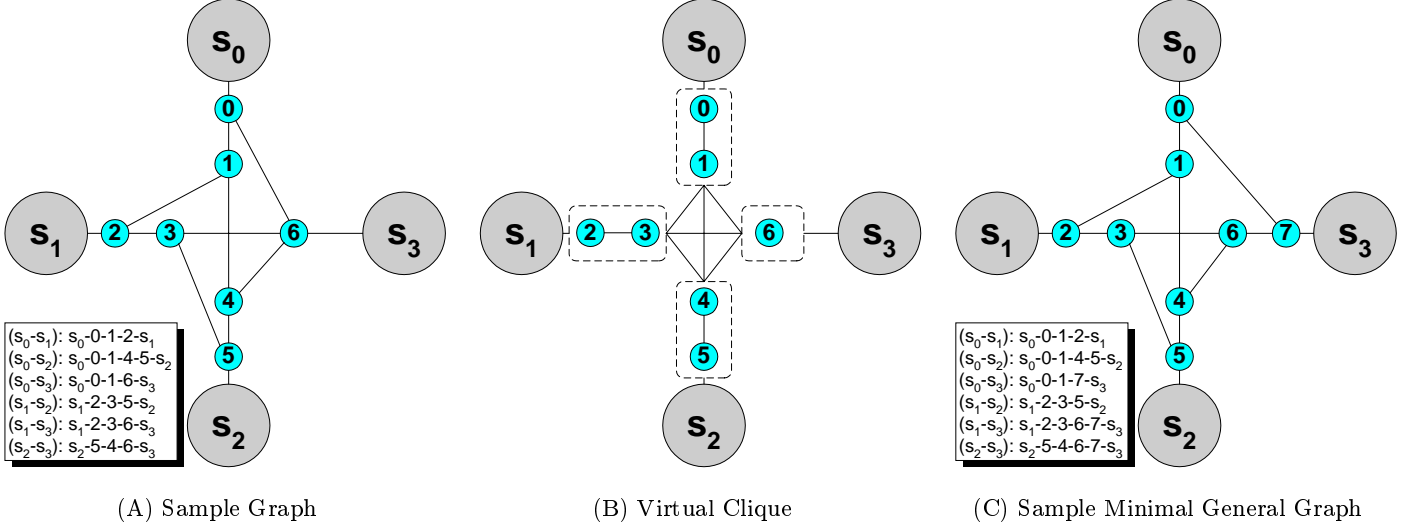 s0
0
1
s1
2
3
6
s3
4
5
s2
(s0-s1): s0-0-1-2-s1
(s0-s2): s0-0-1-4-5-s2
(s0-s3): s0-0-1-6-s3
(s1-s2): s1-2-3-5-s2
(s1-s3): s1-2-3-6-s3
(s2-s3): s2-5-4-6-s3
(A) Sample Graph
s0
0
1
s1
2
3
6
s3
4
5
s2
(B) Virtual Clique
s0
0
1
s1
2
3
6
7
s3
4
5
s2
(s0-s1): s0-0-1-2-s1
(s0-s2): s0-0-1-4-5-s2
(s0-s3): s0-0-1-7-s3
(s1-s2): s1-2-3-5-s2
(s1-s3): s1-2-3-6-7-s3
(s2-s3): s2-5-4-6-7-s3
(C) Sample Minimal General Graph